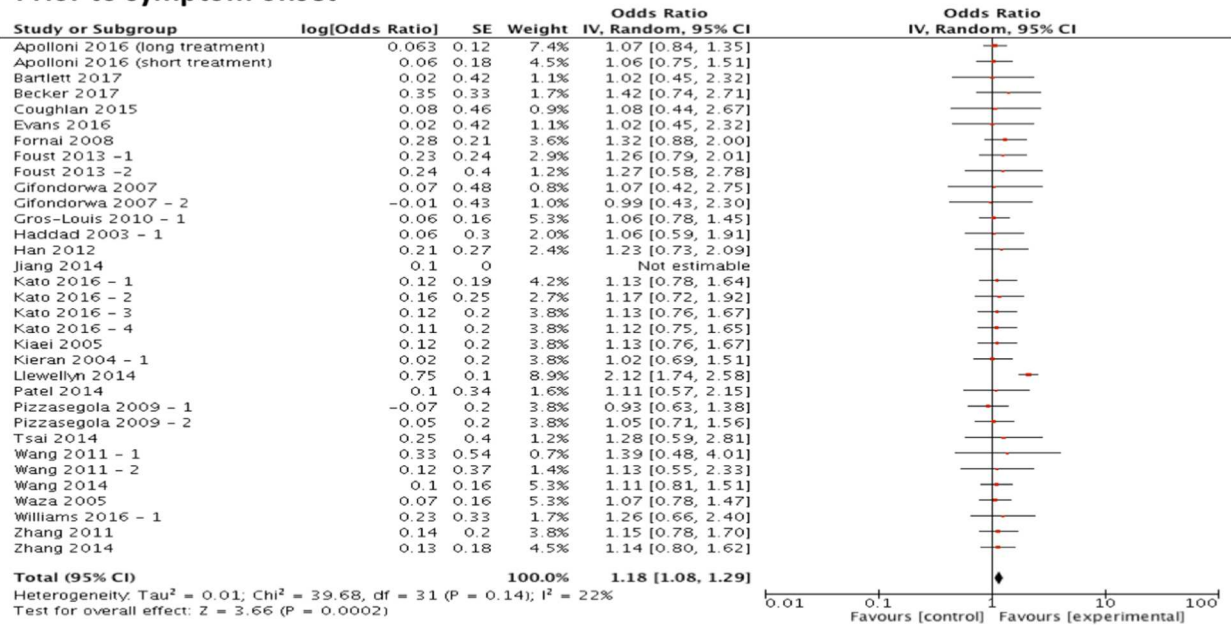 Prior to symptom onset
Odds Ratio Odds Ratio
Study or Subgroup log[Odds Ratio] SE Weight IV, Random, 95% CI IV, Random, 95% CI
Apolloni 2016 (long treatment) 0.063 0.12 7.4% 1.07 [0.84, 1.35]
Apolloni 2016 (short treatment) 0.06 0.18 4.5% 1.06 [0.75, 1.51]
Bartlett 2017 0.02 0.42 1.1% 1.02 [0.45, 2.32]
Becker 2017 0.35 0.33 1.7% 1.42 [0.74, 2.71]
Coughlan 2015 0.08 0.46 0.9% 1.08 [0.44, 2.67]
Evans 2016 0.02 0.42 1.1% 1.02 [0.45, 2.32]
Fornai 2008 0.28 0.21 3.6% 1.32 [0.88, 2.00]
Foust 2013 -1 0.23 0.24 2.9% 1.26 [0.79, 2.01]
Foust 2013 -2 0.24 0.4 1.2% 1.27 [0.58, 2.78]
Gifondorwa 2007 0.07 0.48 0.8% 1.07 [0.42, 2.75]
Gifondorwa 2007 - 2 -0.01 0.43 1.0% 0.99 [0.43, 2.30]
Gros-Louis 2010 - 1 0.06 0.16 5.3% 1.06 [0.78, 1.45]
Haddad 2003 - 1 0.06 0.3 2.0% 1.06 [0.59, 1.91]
Han 2012 0.21 0.27 2.4% 1.23 [0.73, 2.09]
Jiang 2014 0.1 0 Not estimable
Kato 2016 - 1 0.12 0.19 4.2% 1.13 [0.78, 1.64]
Kato 2016 - 2 0.16 0.25 2.7% 1.17 [0.72, 1.92]
Kato 2016 - 3 0.12 0.2 3.8% 1.13 [0.76, 1.67]
Kato 2016 - 4 0.11 0.2 3.8% 1.12 [0.75, 1.65]
Kiaei 2005 0.12 0.2 3.8% 1.13 [0.76, 1.67]
Kieran 2004 - 1 0.02 0.2 3.8% 1.02 [0.69, 1.51]
Llewellyn 2014 0.75 0.1 8.9% 2.12 [1.74, 2.58]
Patel 2014 0.1 0.34 1.6% 1.11 [0.57, 2.15]
Pizzasegola 2009 - 1 -0.07 0.2 3.8% 0.93 [0.63, 1.38]
Pizzasegola 2009 - 2 0.05 0.2 3.8% 1.05 [0.71, 1.56]
Tsai 2014 0.25 0.4 1.2% 1.28 [0.59, 2.81]
Wang 2011 - 1 0.33 0.54 0.7% 1.39 [0.48, 4.01]
Wang 2011 - 2 0.12 0.37 1.4% 1.13 [0.55, 2.33]
Wang 2014 0.1 0.16 5.3% 1.11 [0.81, 1.51]
Waza 2005 0.07 0.16 5.3% 1.07 [0.78, 1.47]
Williams 2016 - 1 0.23 0.33 1.7% 1.26 [0.66, 2.40]
Zhang 2011 0.14 0.2 3.8% 1.15 [0.78, 1.70]
Zhang 2014 0.13 0.18 4.5% 1.14 [0.80, 1.62]
Total (95% CI) 100.0% 1.18 [1.08, 1.29]
Heterogeneity: Tau² = 0.01; Chi² = 39.68, df = 31 (P = 0.14); I² = 22%
Test for overall effect: Z = 3.66 (P = 0.0002)
0.01 0.1 1 10 100
Favours [control] Favours [experimental]